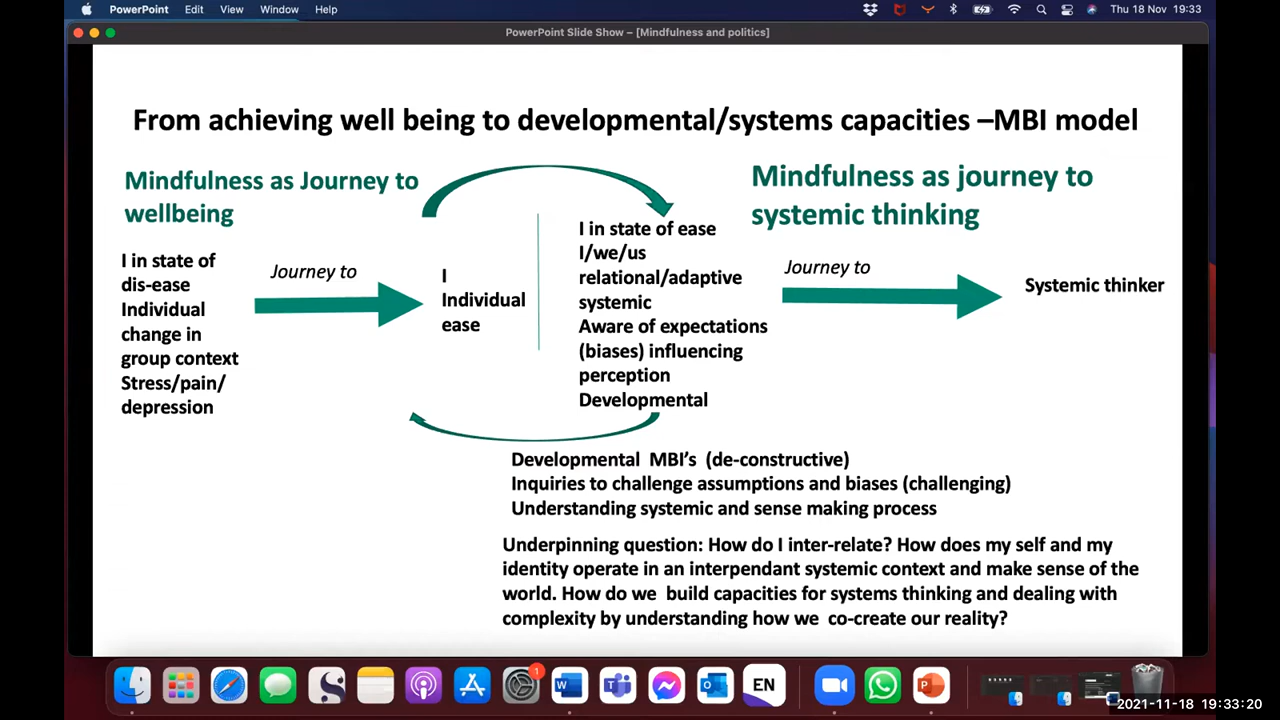 PowerPoint Edit View Window Help
Thu 18 Nov 19:33
PowerPoint Slide Show – [Mindfulness and politics]
From achieving well being to developmental/systems capacities –MBI model
Mindfulness as Journey to
wellbeing
I in state of
dis-ease
Individual
change in
group context
Stress/pain/
depression
Journey to
I
Individual
ease
I in state of ease
I/we/us
relational/adaptive
systemic
Aware of expectations
(biases) influencing
perception
Developmental
Mindfulness as journey to
systemic thinking
Journey to
Systemic thinker
Developmental MBI’s (de-constructive)
Inquiries to challenge assumptions and biases (challenging)
Understanding systemic and sense making process
Underpinning question: How do I inter-relate? How does my self and my
identity operate in an interpendant systemic context and make sense of the
world. How do we build capacities for systems thinking and dealing with
complexity by understanding how we co-create our reality?
1
EN
2021-11-18 19:33:20